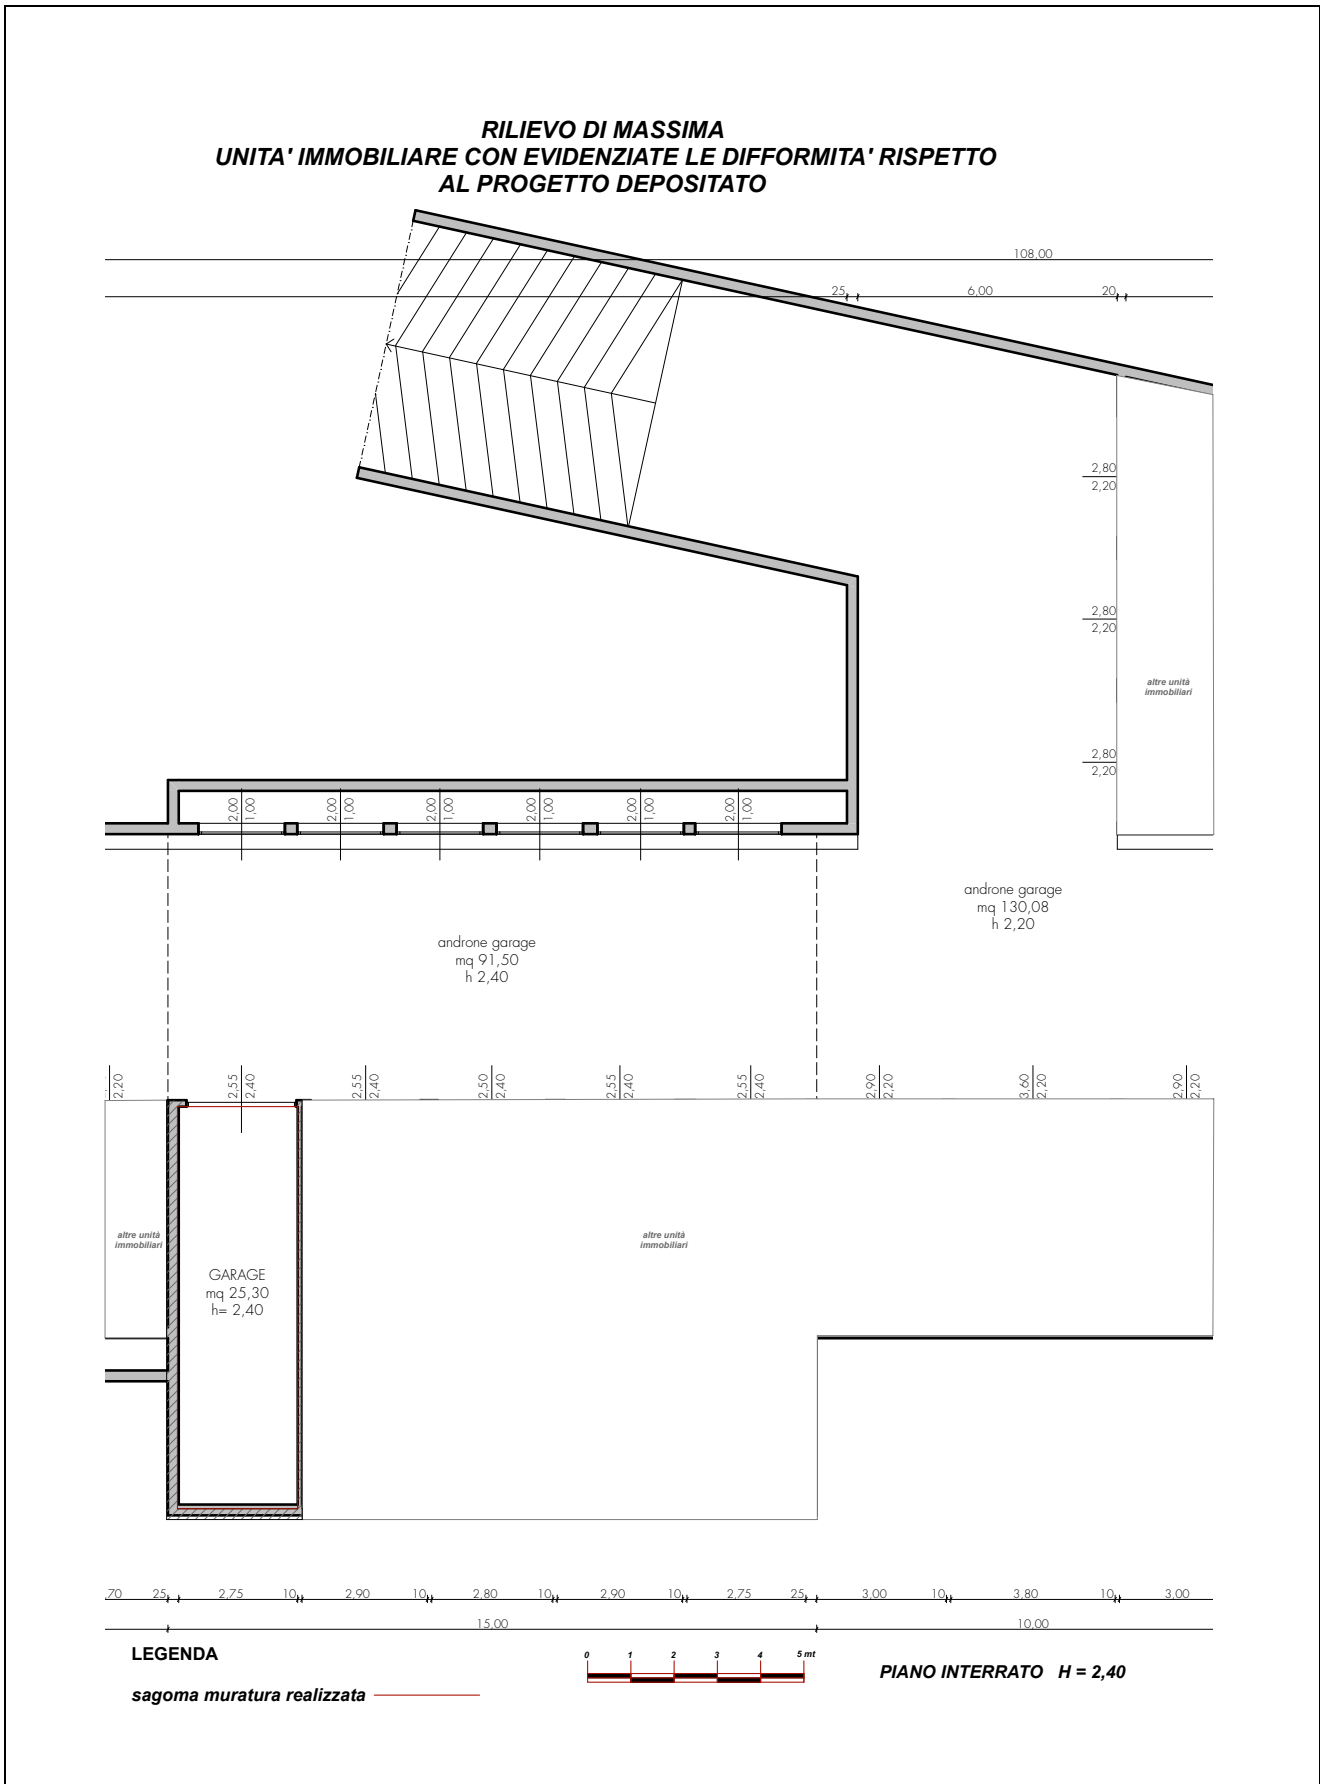 RILIEVO DI MASSIMA
UNITA' IMMOBILIARE CON EVIDENZIATE LE DIFFORMITA' RISPETTO
AL PROGETTO DEPOSITATO
108,00
25
6,00
20
2,80
2,20
2,80
2,20
altre unità
immobiliari
2,80
2,20
2,00
1,00
2,00
1,00
2,00
1,00
2,00
1,00
2,00
1,00
2,00
1,00
androne garage
mq 130,08
h 2,20
androne garage
mq 91,50
h 2,40
2,20
2,55
2,40
2,55
2,40
2,50
2,40
2,55
2,40
2,55
2,40
2,90
2,20
3,60
2,20
2,90
2,20
altre unità
immobiliari
altre unità
immobiliari
GARAGE
mq 25,30
h= 2,40
,70 25 2,75 10 2,90 10 2,80 10 2,90 10 2,75 25 3,00 10 3,80 10 3,00
15,00 10,00
LEGENDA
0 1 2 3 4 5 mt
PIANO INTERRATO H = 2,40
sagoma muratura realizzata